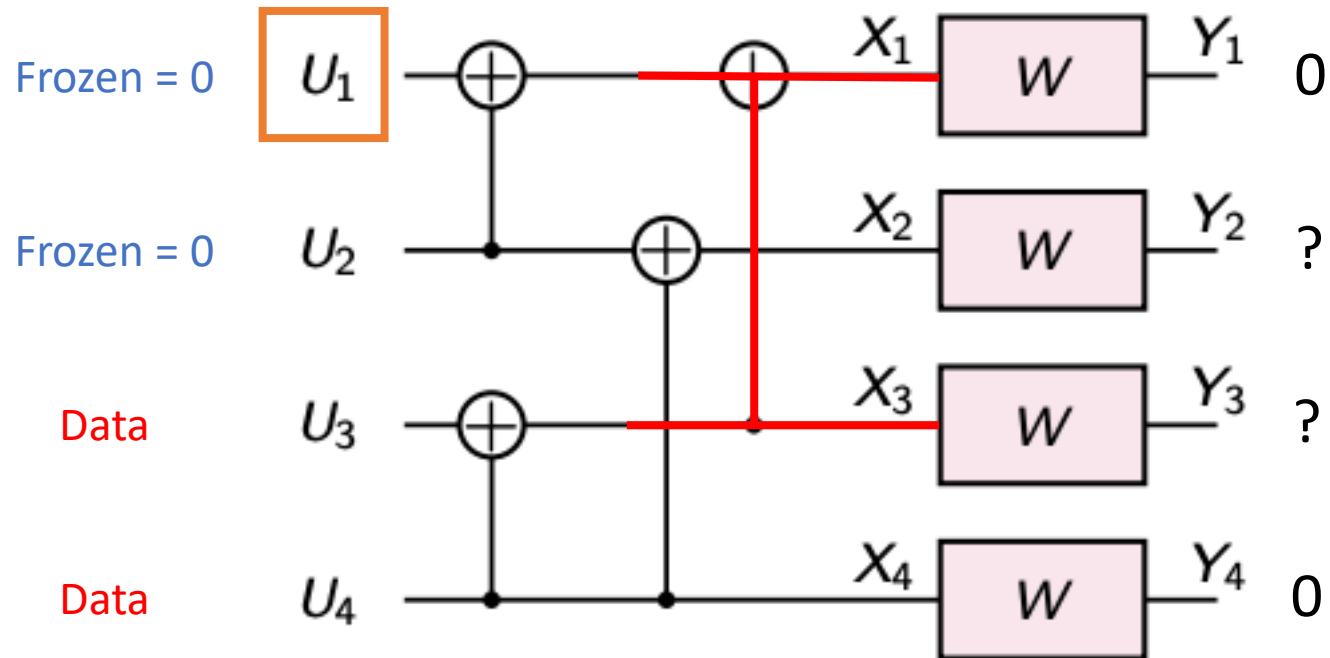 Frozen = 0 U₁ X₁ W Y₁ 0
Frozen = 0 U₂ X₂ W Y₂ ?
Data U₃ X₃ W Y₃ ?
Data U₄ X₄ W Y₄ 0